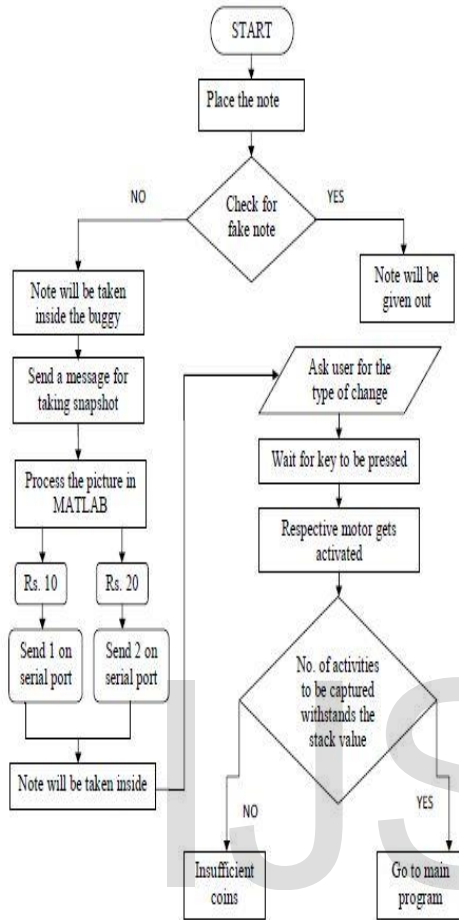 START
Place the note
Check for
fake note
NO
YES
Note will be
given out
Note will be taken
inside the buggy
Send a message for
taking snapshot
Process the picture in
MATLAB
Rs. 10
Rs. 20
Send 1 on
serial port
Send 2 on
serial port
Note will be taken inside
Ask user for the
type of change
Wait for key to be pressed
Respective motor gets
activated
No. of activities
to be captured
withstands the
stack value
NO
YES
Insufficient
coins
Go to main
program
IJS